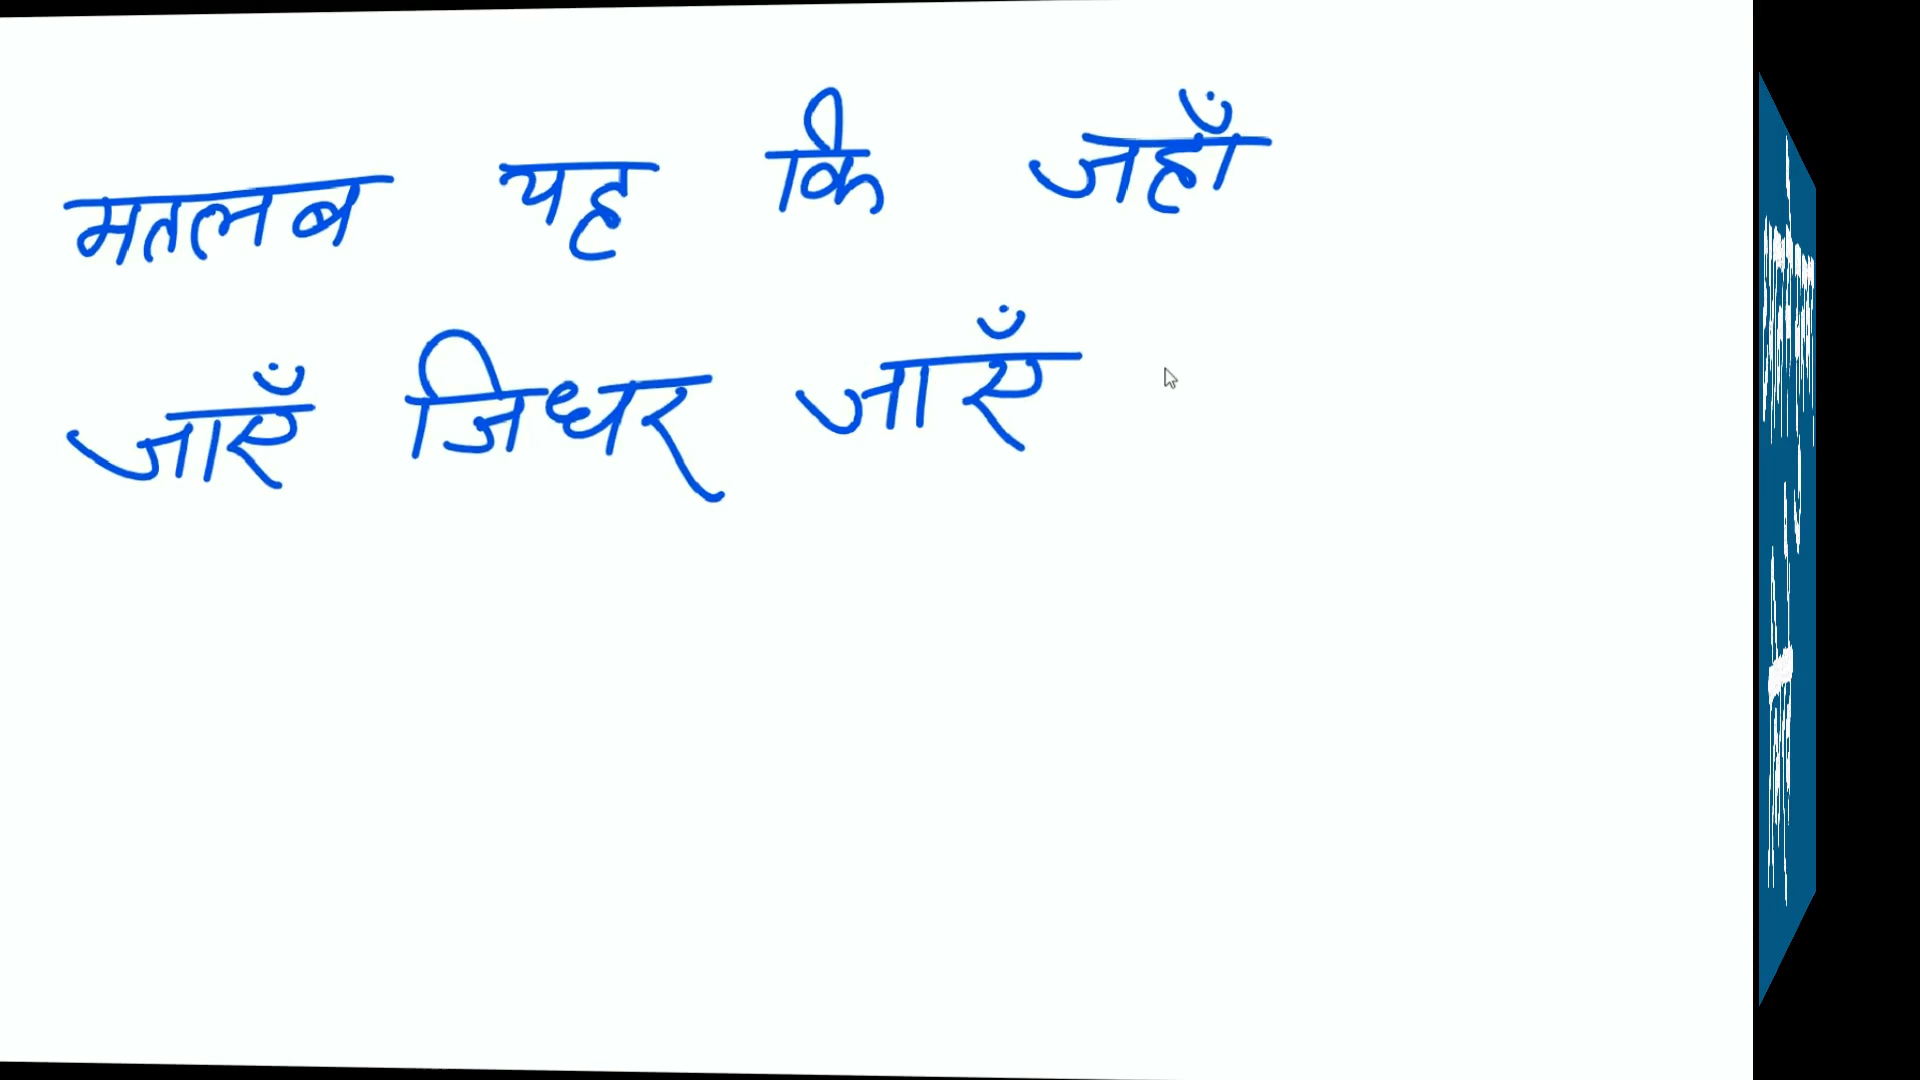 मतलब यह कि जहाँ
जाएँ जिधर जाएँ